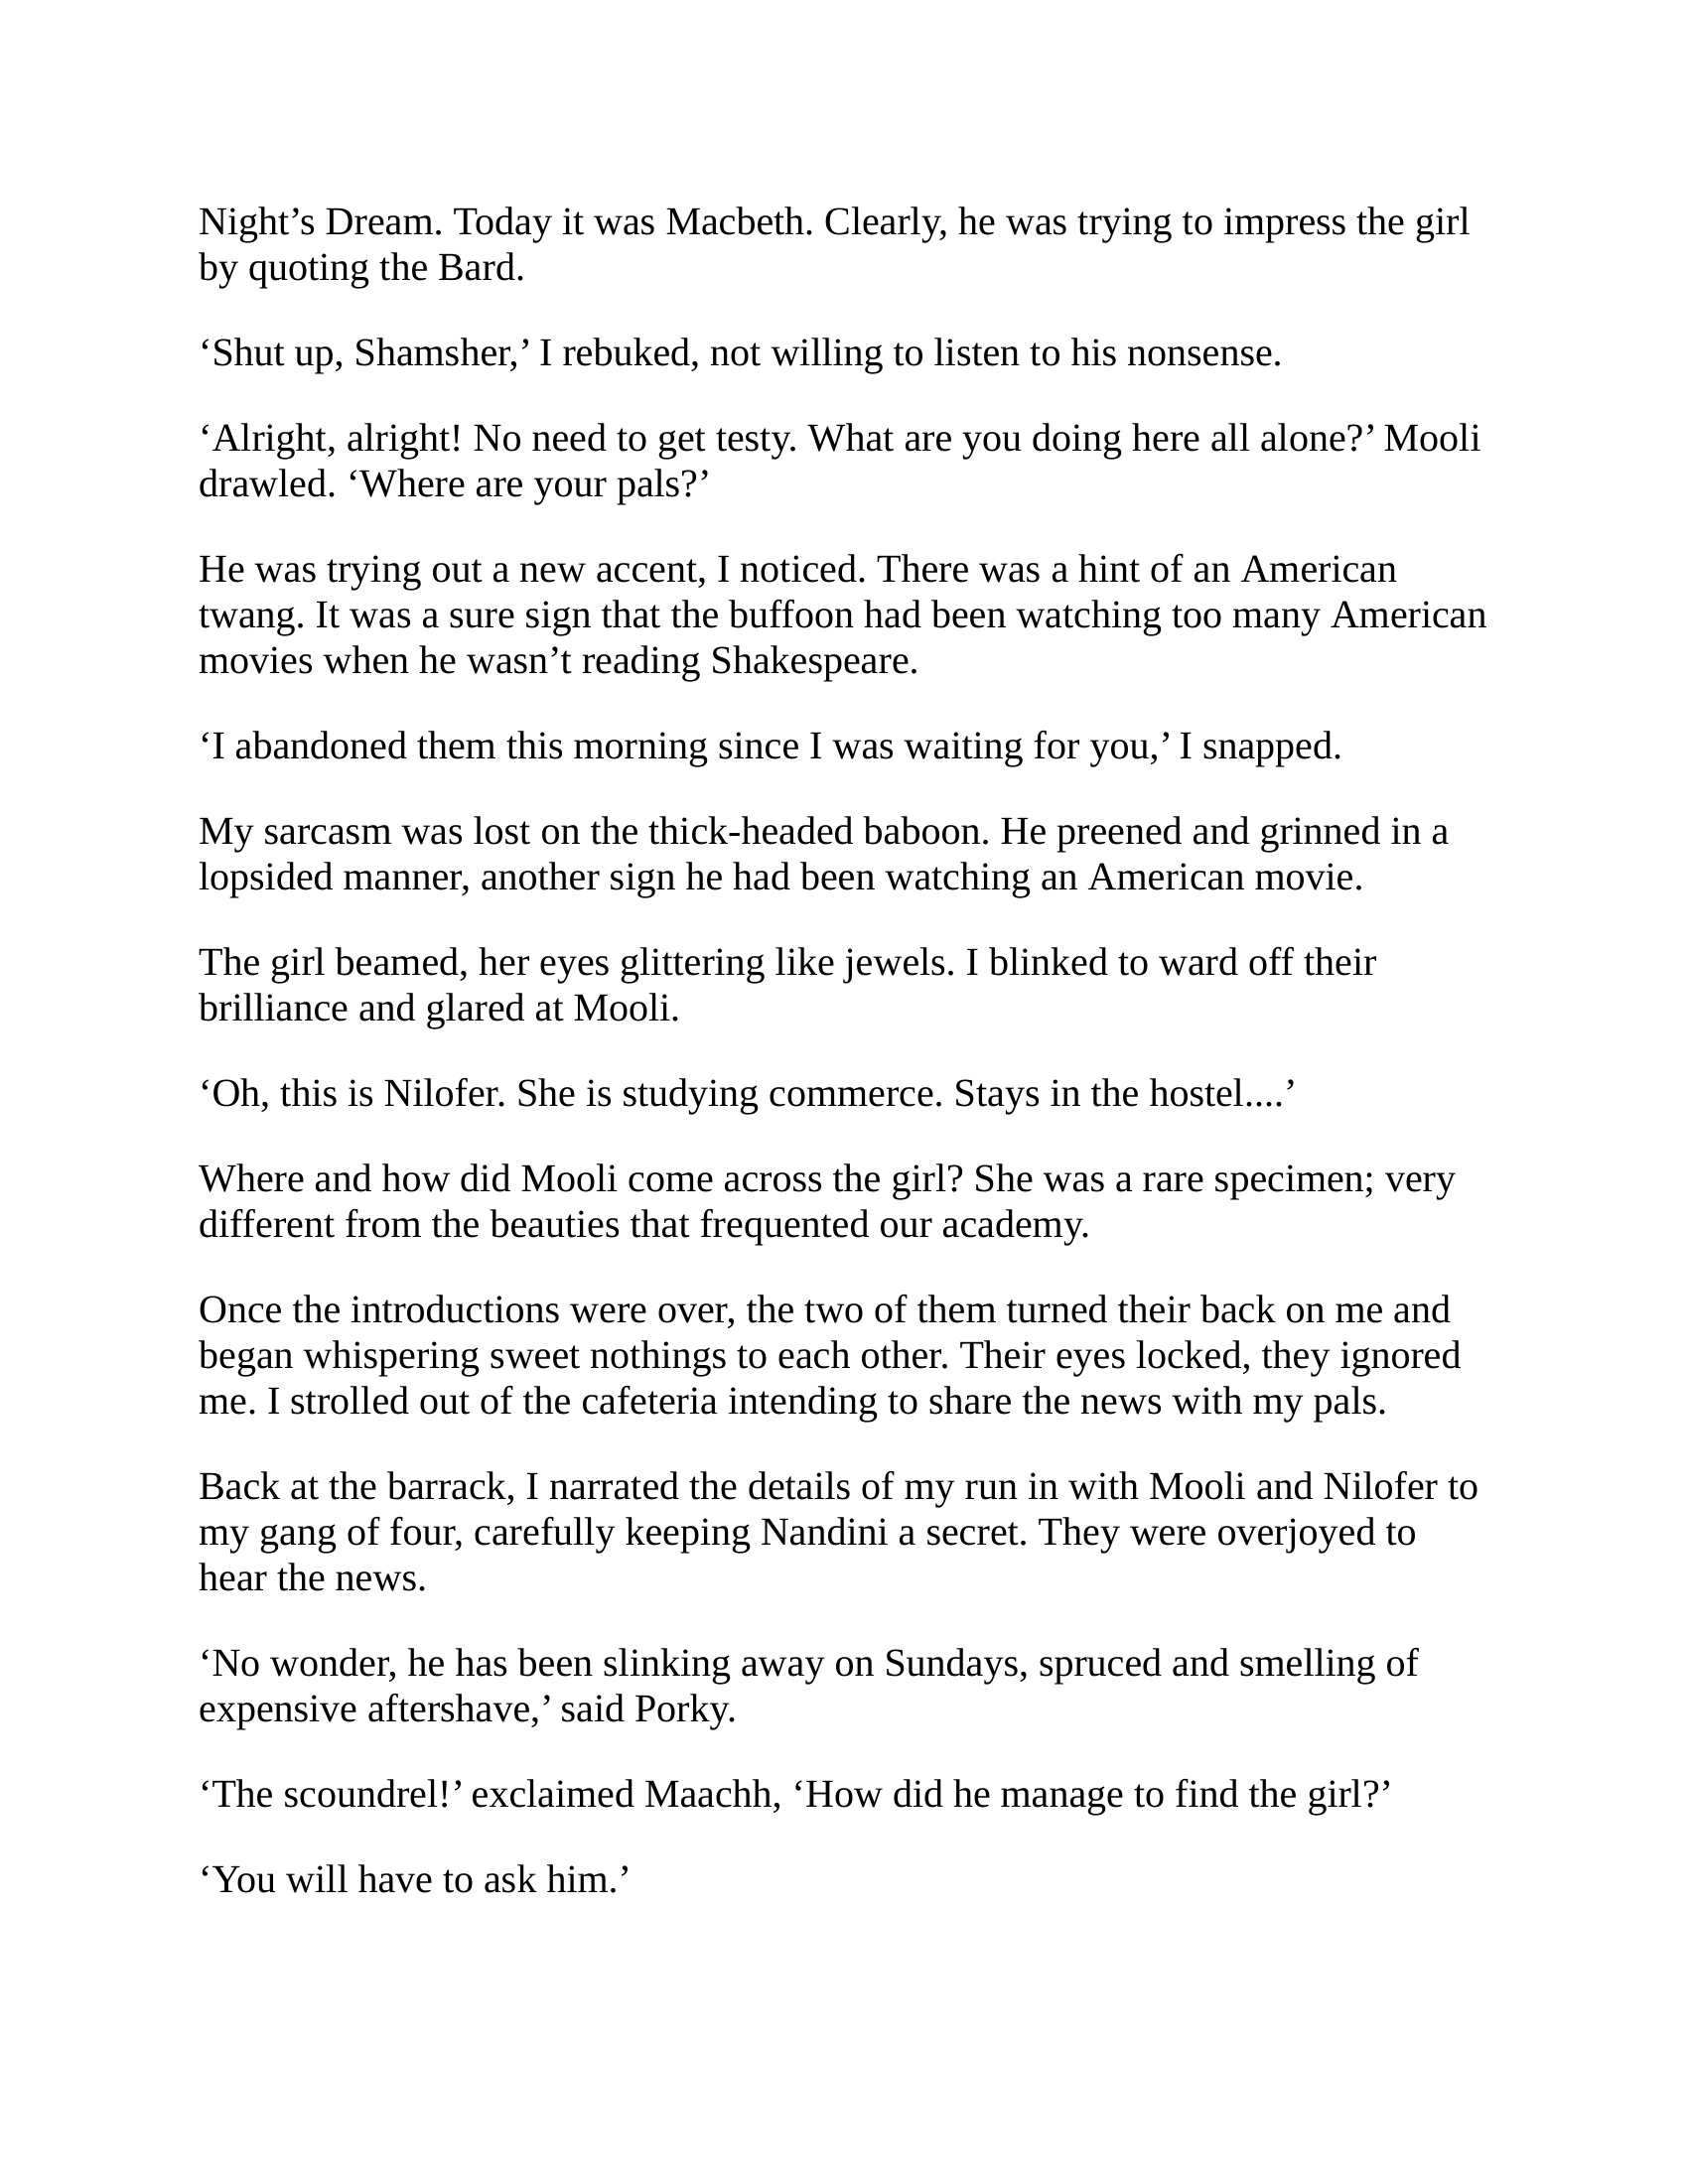 Night’s Dream. Today it was Macbeth. Clearly, he was trying to impress the girl
by quoting the Bard.
‘Shut up, Shamsher,’ I rebuked, not willing to listen to his nonsense.
‘Alright, alright! No need to get testy. What are you doing here all alone?’ Mooli
drawled. ‘Where are your pals?’
He was trying out a new accent, I noticed. There was a hint of an American
twang. It was a sure sign that the buffoon had been watching too many American
movies when he wasn’t reading Shakespeare.
‘I abandoned them this morning since I was waiting for you,’ I snapped.
My sarcasm was lost on the thick-headed baboon. He preened and grinned in a
lopsided manner, another sign he had been watching an American movie.
The girl beamed, her eyes glittering like jewels. I blinked to ward off their
brilliance and glared at Mooli.
‘Oh, this is Nilofer. She is studying commerce. Stays in the hostel....’
Where and how did Mooli come across the girl? She was a rare specimen; very
different from the beauties that frequented our academy.
Once the introductions were over, the two of them turned their back on me and
began whispering sweet nothings to each other. Their eyes locked, they ignored
me. I strolled out of the cafeteria intending to share the news with my pals.
Back at the barrack, I narrated the details of my run in with Mooli and Nilofer to
my gang of four, carefully keeping Nandini a secret. They were overjoyed to
hear the news.
‘No wonder, he has been slinking away on Sundays, spruced and smelling of
expensive aftershave,’ said Porky.
‘The scoundrel!’ exclaimed Maachh, ‘How did he manage to find the girl?’
‘You will have to ask him.’